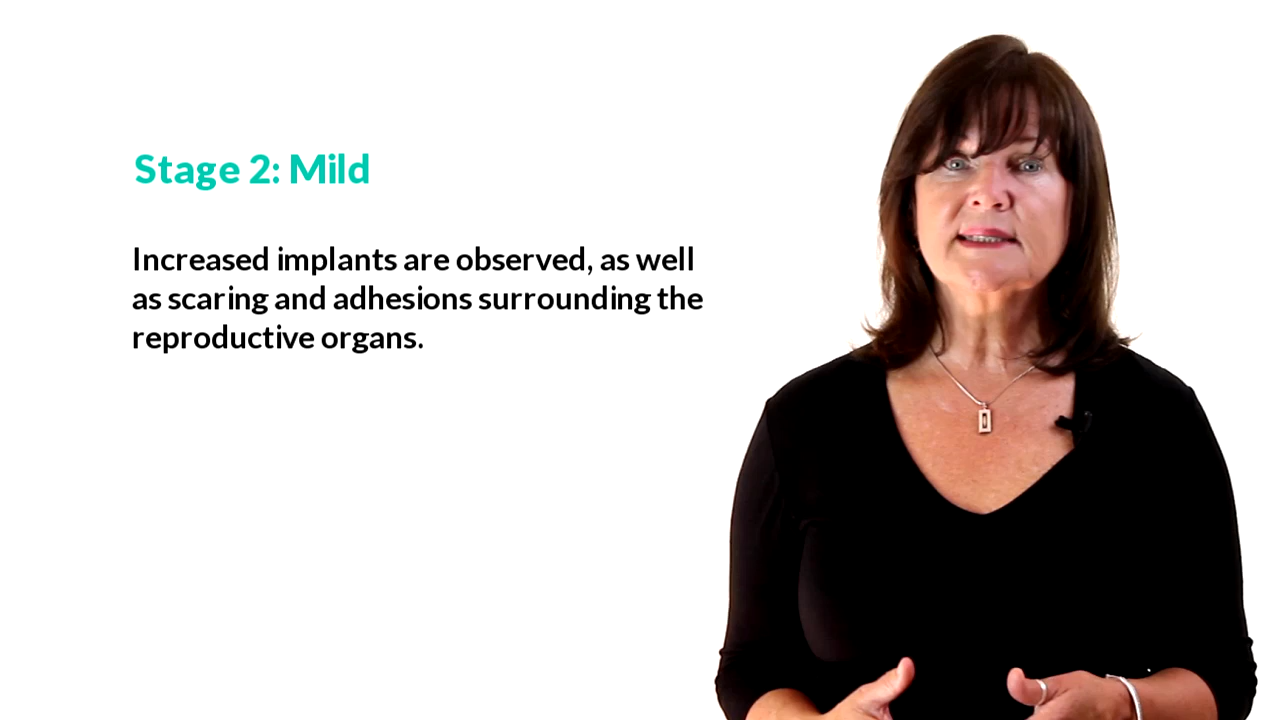 Stage 2: Mild
Increased implants are observed, as well
as scaring and adhesions surrounding the
reproductive organs.